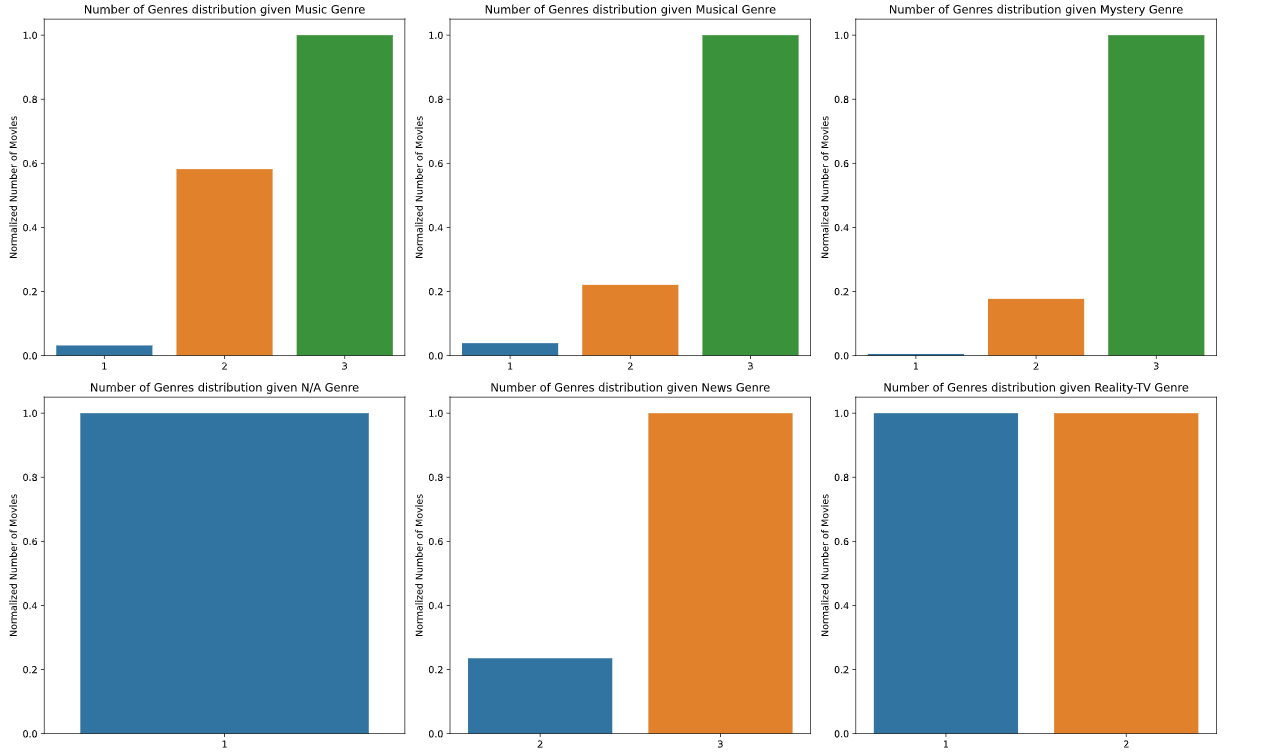 Number of Genres distribution given Music Genre
Normalized Number of Movies
1.0
0.8
0.6
0.4
0.2
0.0
1 2 3
Number of Genres distribution given Musical Genre
Normalized Number of Movies
1.0
0.8
0.6
0.4
0.2
0.0
1 2 3
Number of Genres distribution given Mystery Genre
Normalized Number of Movies
1.0
0.8
0.6
0.4
0.2
0.0
1 2 3
Number of Genres distribution given N/A Genre
Normalized Number of Movies
1.0
0.8
0.6
0.4
0.2
0.0
1
Number of Genres distribution given News Genre
Normalized Number of Movies
1.0
0.8
0.6
0.4
0.2
0.0
2 3
Number of Genres distribution given Reality-TV Genre
Normalized Number of Movies
1.0
0.8
0.6
0.4
0.2
0.0
1 2